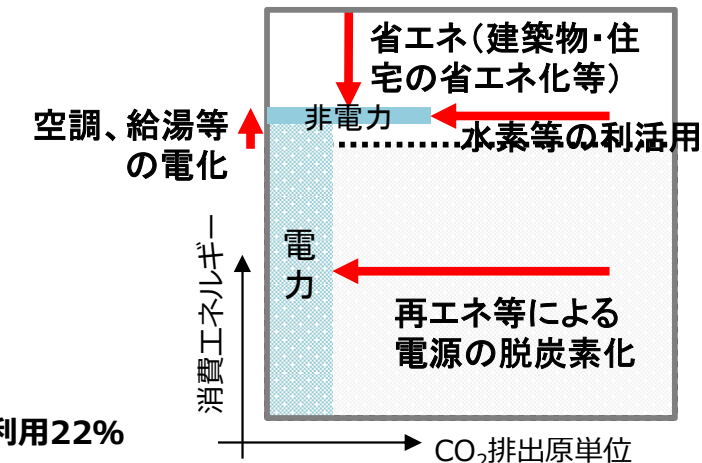 省エネ(建築物・住
宅の省エネ化等)
非電力
空調、給湯等
の電化
水素等の利活用
電
力
再エネ等による
電源の脱炭素化
消費エネルギー
利用22%
CO₂排出原単位